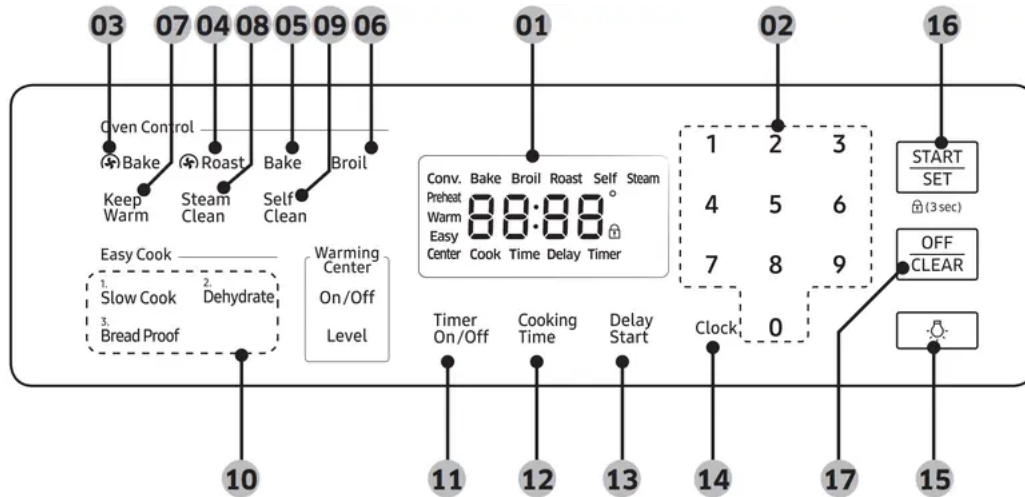 03 07 04 08 05 09 06 01 02 16
Oven Control
Bake Roast Bake Broil
Keep Warm
Steam Clean
Self Clean
Easy Cook
1. Slow Cook 2. Dehydrate
3. Bread Proof
Warming Center
On/Off
Level
Conv. Bake Broil Roast Self Steam
Preheat
Warm
Easy
Center Cook Time Delay Timer
88:88°
Timer On/Off
Cooking Time
Delay Start
Clock
1 2 3
4 5 6
7 8 9
0
START
SET
(3 sec)
OFF
CLEAR
10 11 12 13 14 17 15